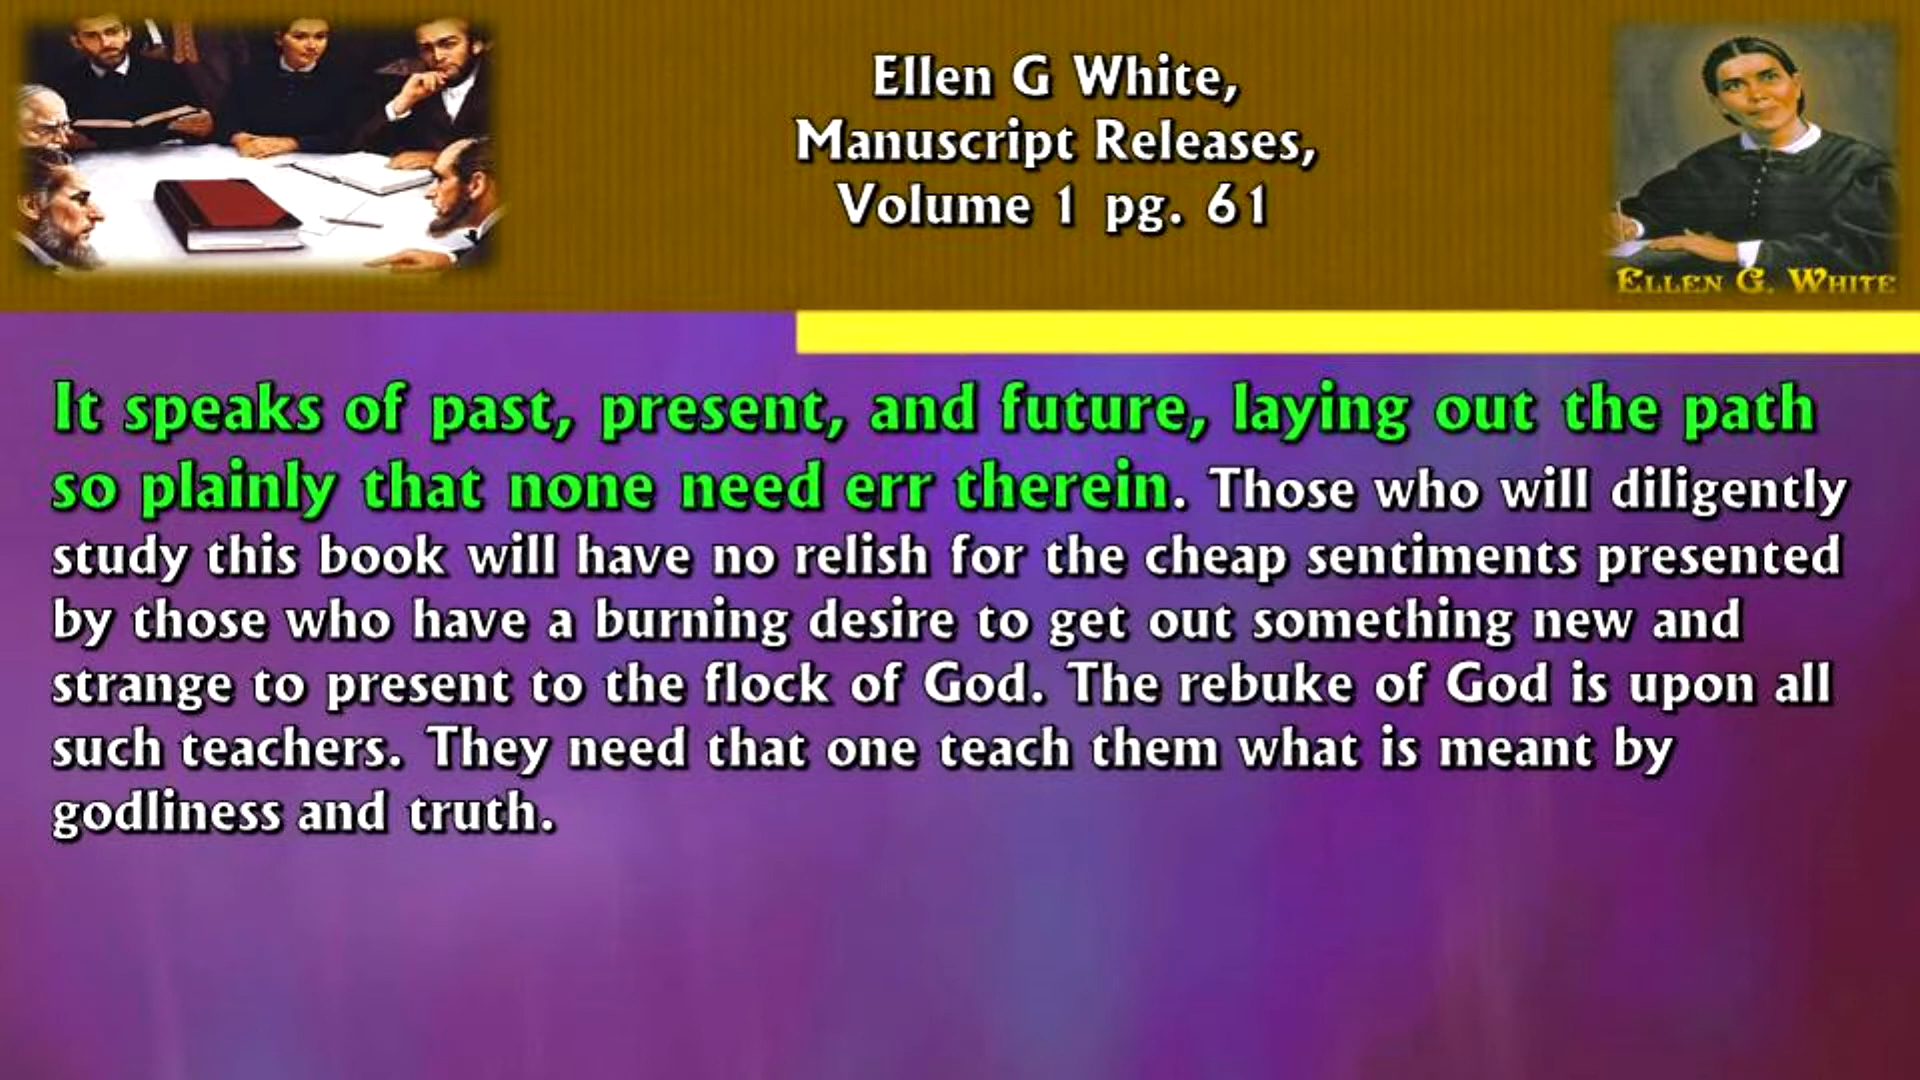 Ellen G White,
Manuscript Releases,
Volume 1 pg. 61
ELLEN G. WHITE
It speaks of past, present, and future, laying out the path
so plainly that none need err therein. Those who will diligently
study this book will have no relish for the cheap sentiments presented
by those who have a burning desire to get out something new and
strange to present to the flock of God. The rebuke of God is upon all
such teachers. They need that one teach them what is meant by
godliness and truth.